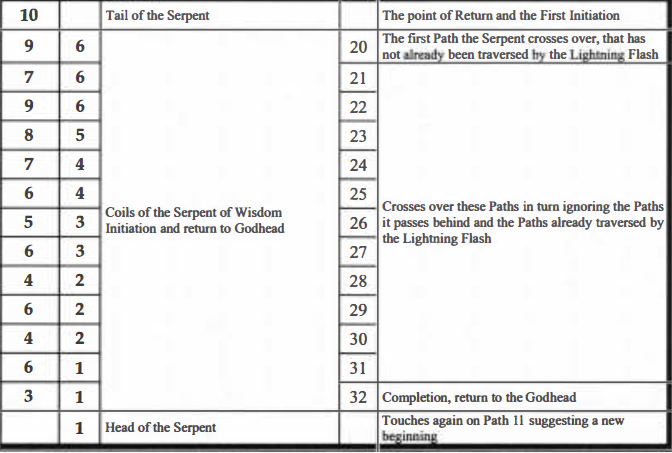 10 Tail of the Serpent The point of Return and the First Initiation
9 6 20 The first Path the Serpent crosses over, that has
not already been traversed by the Lightning Flash
7 6 21
9 6 22
8 5 23
7 4 24
6 4 25
5 3 26
6 3 27
4 2 28
6 2 29
4 2 30
6 1 31
Coils of the Serpent of Wisdom
Initiation and return to Godhead
Crosses over these Paths in turn ignoring the Paths
it passes behind and the Paths already traversed by
the Lightning Flash
3 1 32 Completion, return to the Godhead
1 Head of the Serpent Touches again on Path 11 suggesting a new
beginning